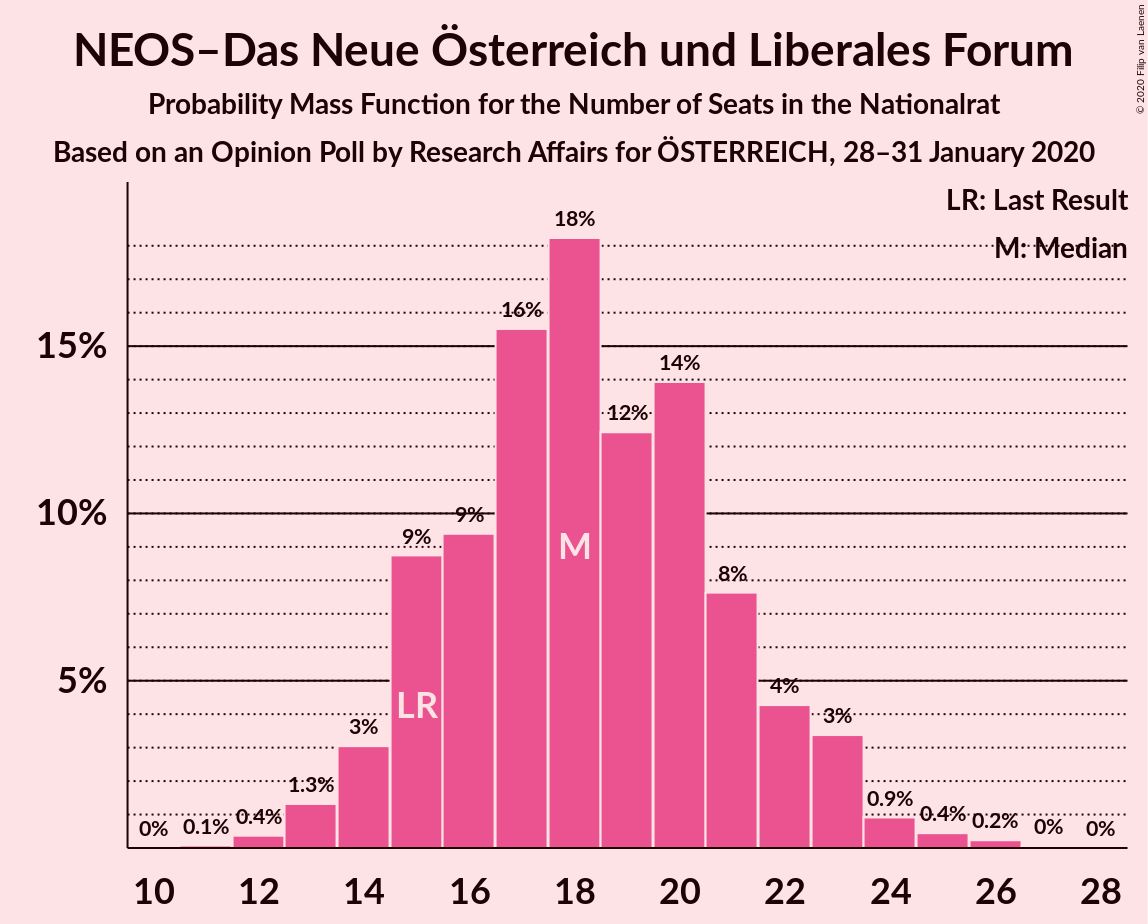 NEOS–Das Neue Österreich und Liberales Forum
Probability Mass Function for the Number of Seats in the Nationalrat
Based on an Opinion Poll by Research Affairs for ÖSTERREICH, 28–31 January 2020
© 2020 Filip van Laenen
LR: Last Result
M: Median
15%
10%
5%
0%
0.1%
0.4%
1.3%
3%
9%
9%
16%
18%
12%
14%
8%
4%
3%
0.9%
0.4%
0.2%
0%
0%
LR
M
10 12 14 16 18 20 22 24 26 28